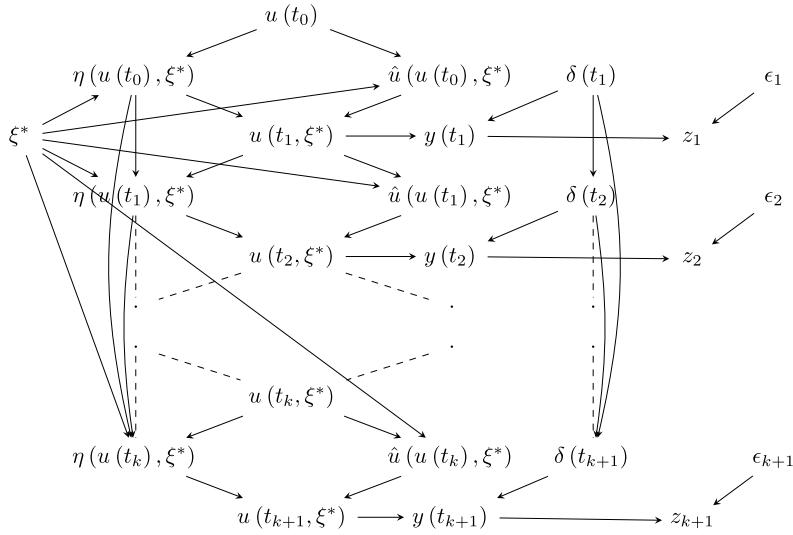 u (t₀)
η (u (t₀) , ξ*) û (u (t₀) , ξ*) δ (t₁) ϵ₁
ξ* u (t₁, ξ*) y (t₁) z₁
η (u (t₁) , ξ*) û (u (t₁) , ξ*) δ (t₂) ϵ₂
u (t₂, ξ*) y (t₂) z₂
. .
. .
u (tₖ, ξ*)
η (u (tₖ) , ξ*) û (u (tₖ) , ξ*) δ (tₖ₊₁) ϵₖ₊₁
u (tₖ₊₁, ξ*) y (tₖ₊₁) zₖ₊₁